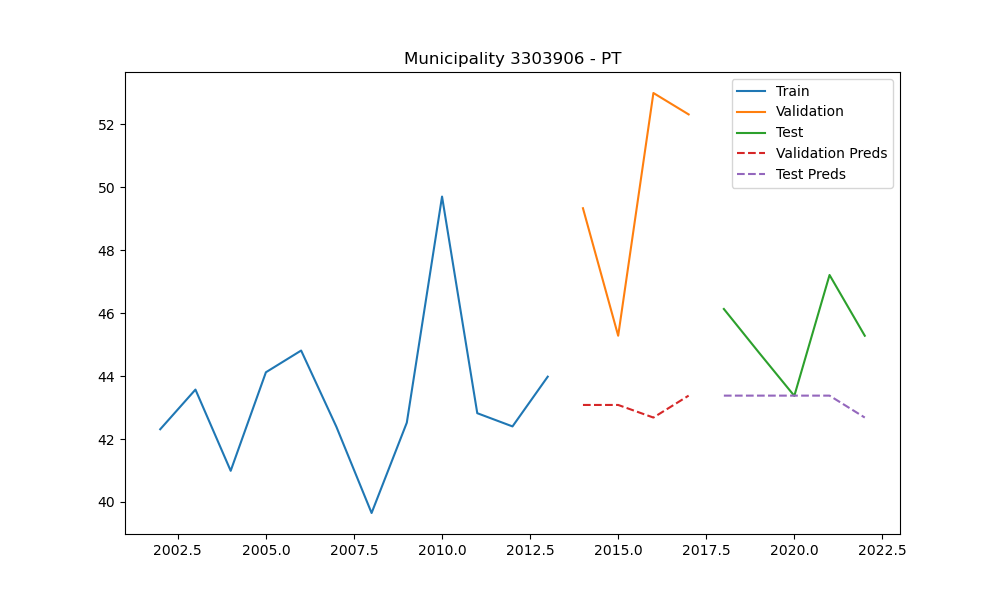 Municipality 3303906 - PT
Train
Validation
Test
Validation Preds
Test Preds
52
50
48
46
44
42
40
2002.5 2005.0 2007.5 2010.0 2012.5 2015.0 2017.5 2020.0 2022.5